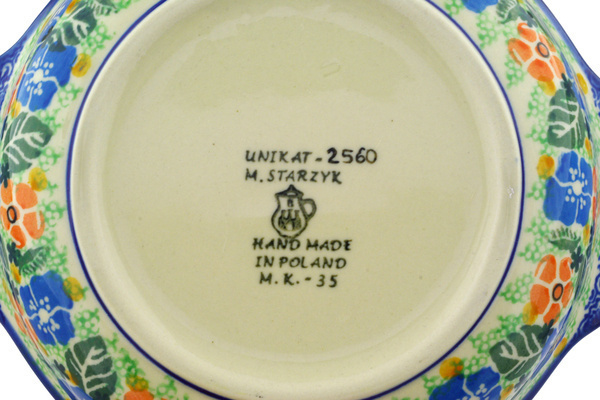 UNIKAT-2560
M. STARZYK
HAND MADE
IN POLAND
M.K.-35